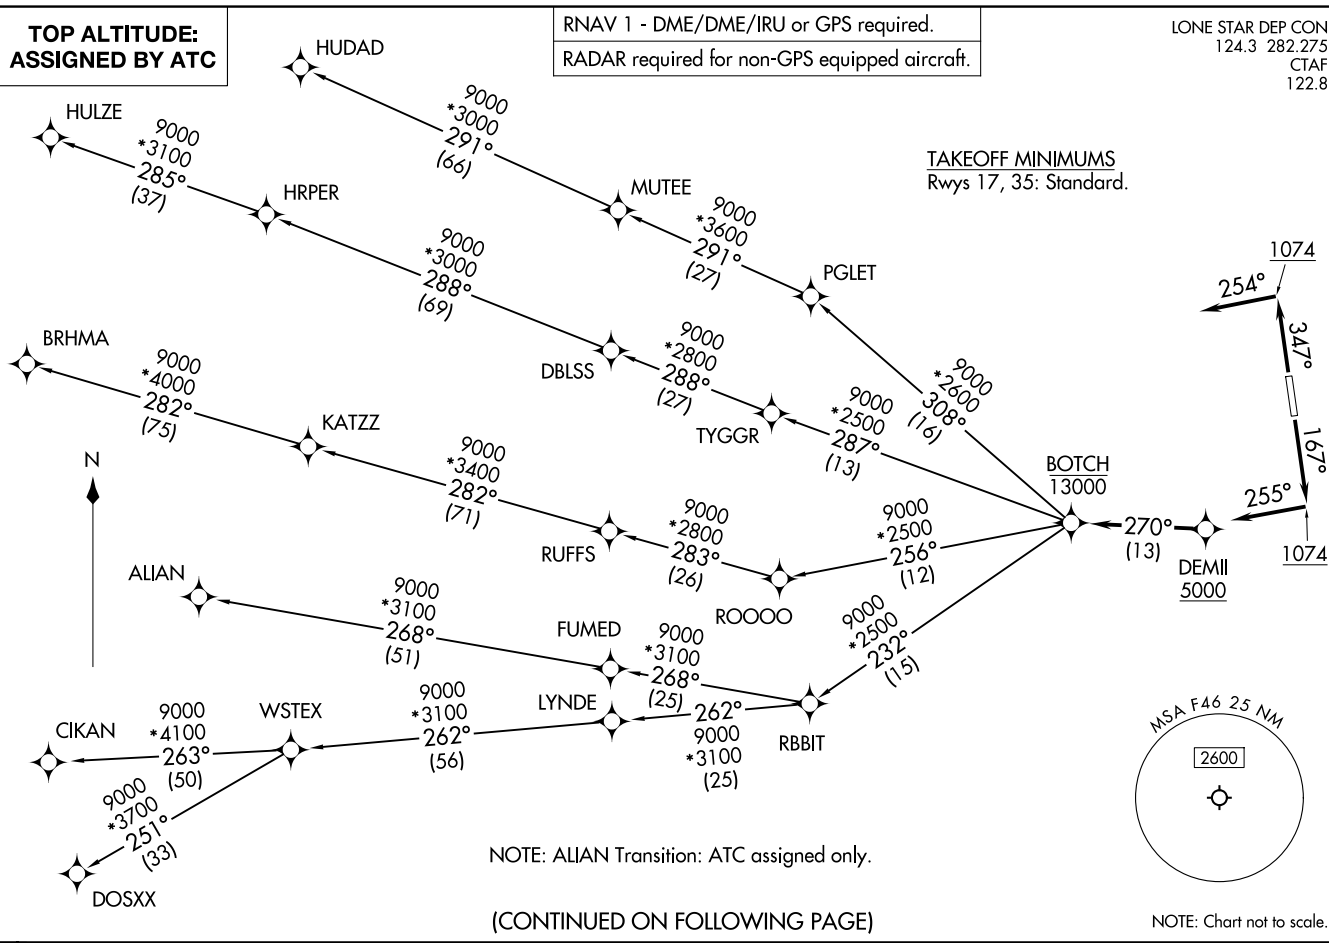 TOP ALTITUDE:
ASSIGNED BY ATC
RNAV 1 - DME/DME/IRU or GPS required.
RADAR required for non-GPS equipped aircraft.
LONE STAR DEP CON
124.3 282.275
CTAF
122.8
HUDAD
HULZE
9000
*3000
291°
(66)
9000
*3100
285°
(37)
TAKEOFF MINIMUMS
Rwys 17, 35: Standard.
HRPER
MUTEE
9000
*3600
291°
(27)
9000
*3000
288°
(69)
PGLET
1074
254°
347°
BRHMA
9000
*4000
282°
(75)
DBLSS
9000
*2800
288°
(27)
9000
*2600
308°
(16)
TYGGR
9000
*2500
287°
(13)
KATZZ
N
9000
*3400
282°
(71)
167°
BOTCH
13000
255°
RUFFS
9000
*2800
283°
(26)
9000
*2500
256°
(12)
270°
(13)
DEMII
5000
1074
ALIAN
9000
*3100
268°
(51)
ROOOO
FUMED
9000
*3100
268°
(25)
9000
*2500
232°
(15)
LYNDE
262°
9000
*3100
(25)
RBBIT
WSTEX
9000
*3100
262°
(56)
CIKAN
9000
*4100
263°
(50)
9000
*3700
251°
(33)
DOSXX
MSA F46 25 NM
2600
NOTE: ALIAN Transition: ATC assigned only.
(CONTINUED ON FOLLOWING PAGE)
NOTE: Chart not to scale.